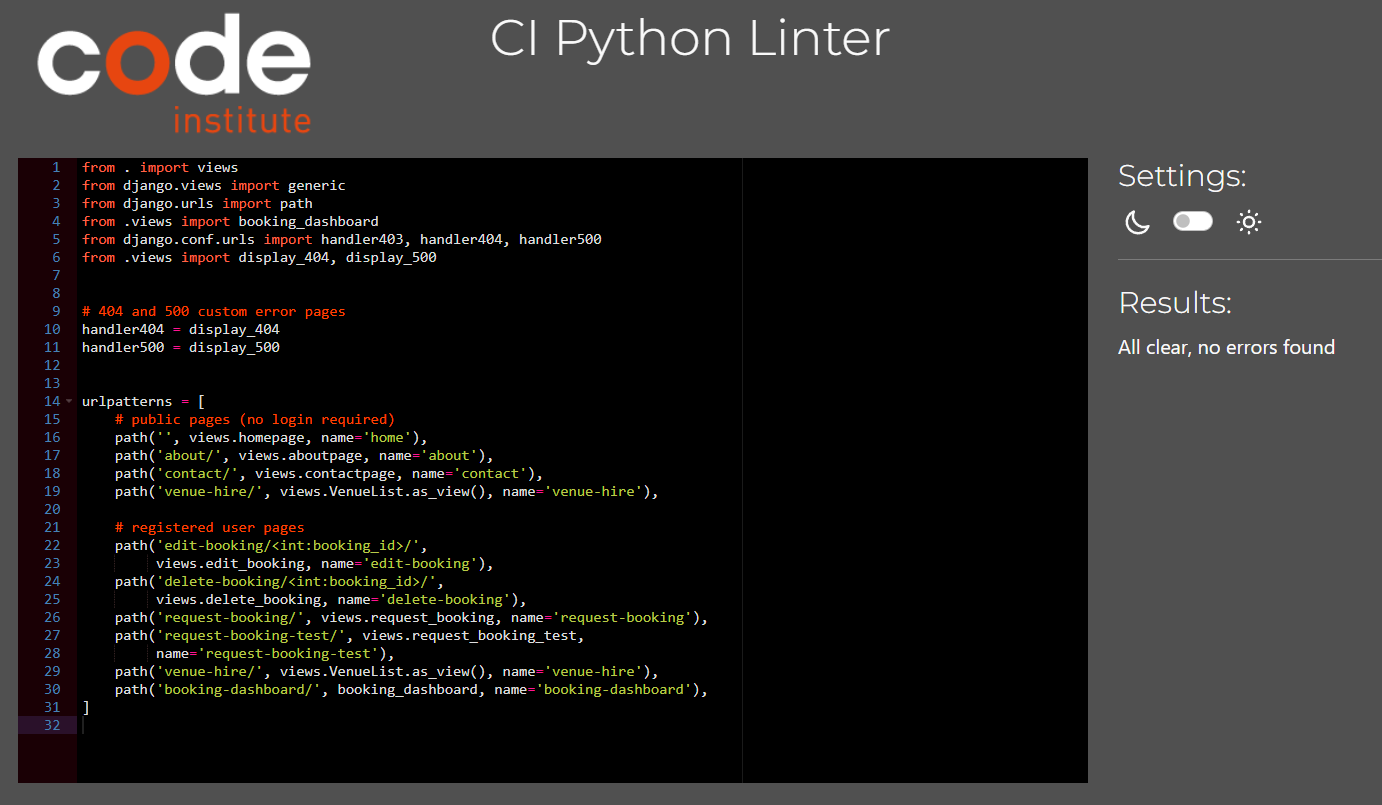 code
institute
CI Python Linter
1 from . import views
2 from django.views import generic
3 from django.urls import path
4 from .views import booking_dashboard
5 from django.conf.urls import handler403, handler404, handler500
6 from .views import display_404, display_500
7
8
9 # 404 and 500 custom error pages
10 handler404 = display_404
11 handler500 = display_500
12
13
14 urlpatterns = [
15     # public pages (no login required)
16     path('', views.homepage, name='home'),
17     path('about/', views.aboutpage, name='about'),
18     path('contact/', views.contactpage, name='contact'),
19     path('venue-hire/', views.VenueList.as_view(), name='venue-hire'),
20
21     # registered user pages
22     path('edit-booking/<int:booking_id>/',
23          views.edit_booking, name='edit-booking'),
24     path('delete-booking/<int:booking_id>/',
25          views.delete_booking, name='delete-booking'),
26     path('request-booking/', views.request_booking, name='request-booking'),
27     path('request-booking-test/', views.request_booking_test,
28          name='request-booking-test'),
29     path('venue-hire/', views.VenueList.as_view(), name='venue-hire'),
30     path('booking-dashboard/', booking_dashboard, name='booking-dashboard'),
31 ]
32
Settings:
Results:
All clear, no errors found